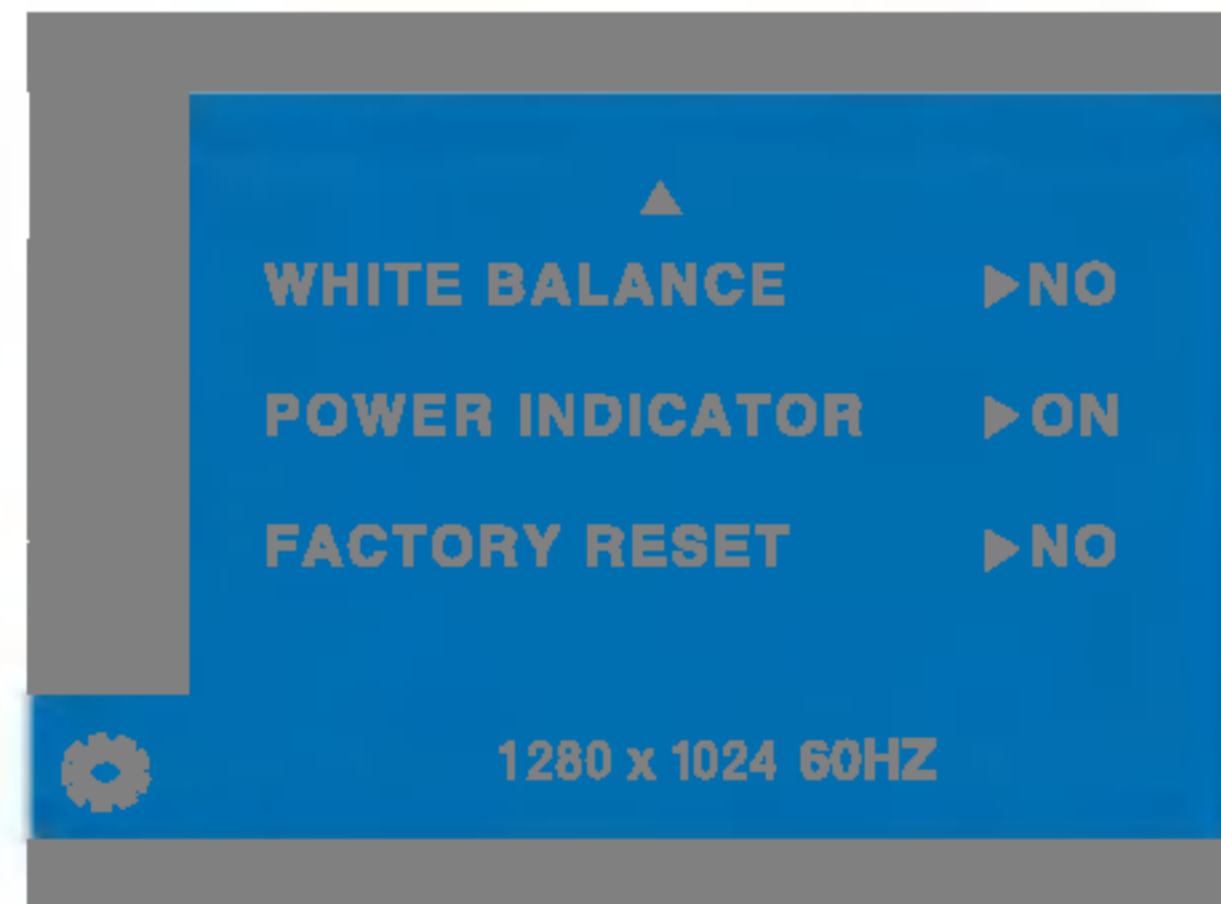 WHITE BALANCE ▶NO
POWER INDICATOR ▶ON
FACTORY RESET ▶NO
1280 x 1024 60HZ